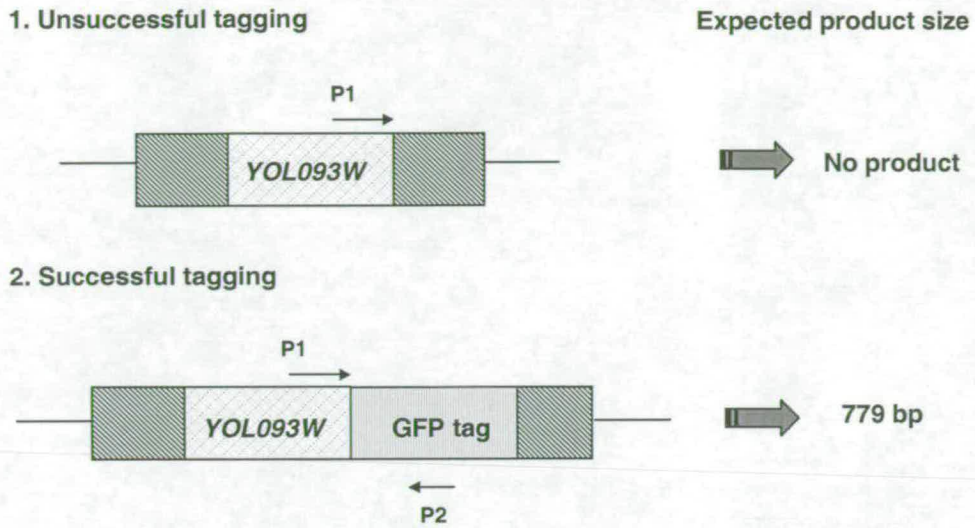 1. Unsuccessful tagging
Expected product size
P1
YOL093W
No product
2. Successful tagging
P1
YOL093W
GFP tag
779 bp
P2